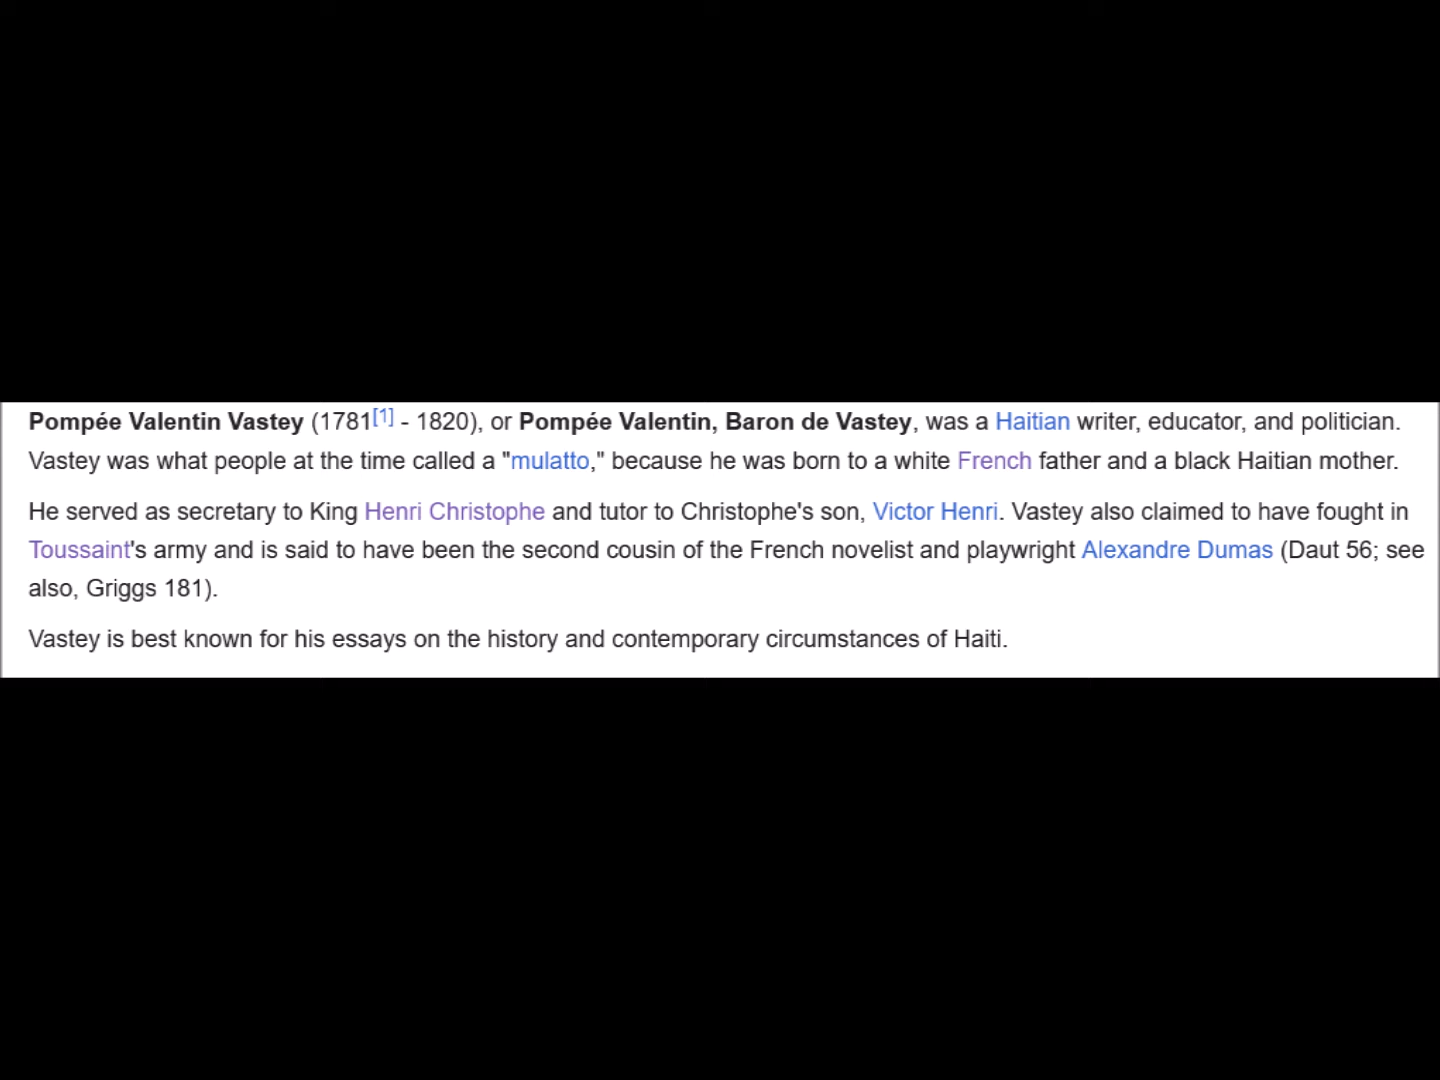 Pompée Valentin Vastey (1781[1] - 1820), or Pompée Valentin, Baron de Vastey, was a Haitian writer, educator, and politician.
Vastey was what people at the time called a "mulatto," because he was born to a white French father and a black Haitian mother.
He served as secretary to King Henri Christophe and tutor to Christophe's son, Victor Henri. Vastey also claimed to have fought in
Toussaint's army and is said to have been the second cousin of the French novelist and playwright Alexandre Dumas (Daut 56; see
also, Griggs 181).
Vastey is best known for his essays on the history and contemporary circumstances of Haiti.